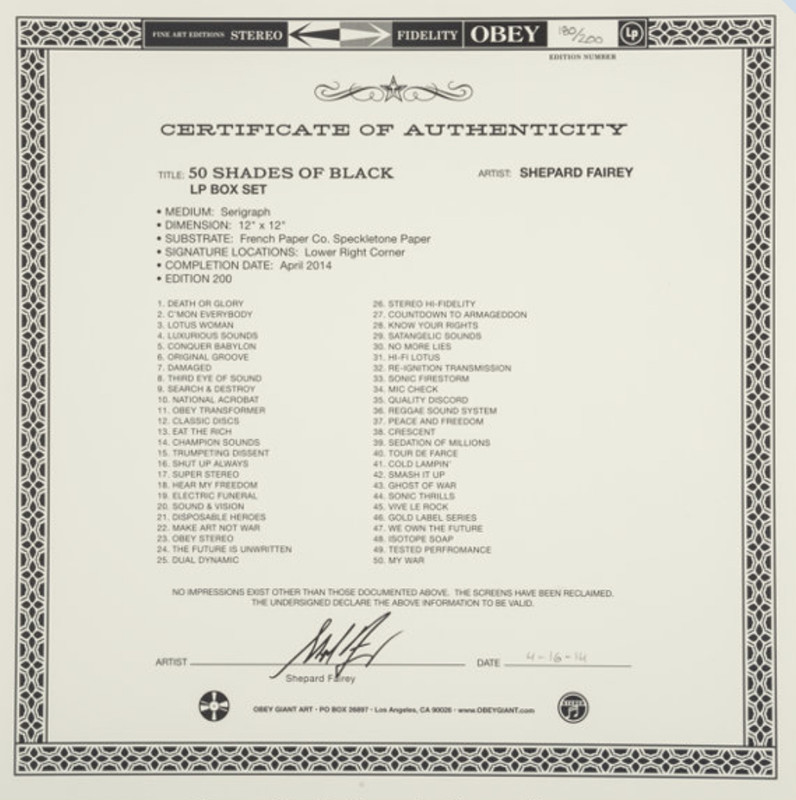 FINE ART EDITIONS STEREO FIDELITY OBEY 180/200 Lp
EDITION NUMBER
CERTIFICATE OF AUTHENTICITY
TITLE: 50 SHADES OF BLACK ARTIST: SHEPARD FAIREY
LP BOX SET
• MEDIUM: Serigraph
• DIMENSION: 12" x 12"
• SUBSTRATE: French Paper Co. Speckletone Paper
• SIGNATURE LOCATIONS: Lower Right Corner
• COMPLETION DATE: April 2014
• EDITION 200
1. DEATH OR GLORY
2. C'MON EVERYBODY
3. LOTUS WOMAN
4. LUXURIOUS SOUNDS
5. CONQUER BABYLON
6. ORIGINAL GROOVE
7. DAMAGED
8. THIRD EYE OF SOUND
9. SEARCH & DESTROY
10. NATIONAL ACROBAT
11. OBEY TRANSFORMER
12. CLASSIC DISCS
13. EAT THE RICH
14. CHAMPION SOUNDS
15. TRUMPETING DISSENT
16. SHUT UP ALWAYS
17. SUPER STEREO
18. HEAR MY FREEDOM
19. ELECTRIC FUNERAL
20. SOUND & VISION
21. DISPOSABLE HEROES
22. MAKE ART NOT WAR
23. OBEY STEREO
24. THE FUTURE IS UNWRITTEN
25. DUAL DYNAMIC
26. STEREO HI-FIDELITY
27. COUNTDOWN TO ARMAGEDDON
28. KNOW YOUR RIGHTS
29. SATANGELIC SOUNDS
30. NO MORE LIES
31. HI-FI LOTUS
32. RE-IGNITION TRANSMISSION
33. SONIC FIRESTORM
34. MIC CHECK
35. QUALITY DISCORD
36. REGGAE SOUND SYSTEM
37. PEACE AND FREEDOM
38. CRESCENT
39. SEDATION OF MILLIONS
40. TOUR DE FARCE
41. COLD LAMPIN'
42. SMASH IT UP
43. GHOST OF WAR
44. SONIC THRILLS
45. VIVE LE ROCK
46. GOLD LABEL SERIES
47. WE OWN THE FUTURE
48. ISOTOPE SOAP
49. TESTED PERFROMANCE
50. MY WAR
NO IMPRESSIONS EXIST OTHER THAN THOSE DOCUMENTED ABOVE. THE SCREENS HAVE BEEN RECLAIMED.
THE UNDERSIGNED DECLARE THE ABOVE INFORMATION TO BE VALID.
ARTIST DATE 4-16-14
Shepard Fairey
OBEY GIANT ART • PO BOX 26897 • Los Angeles, CA 90026 • www.OBEYGIANT.com